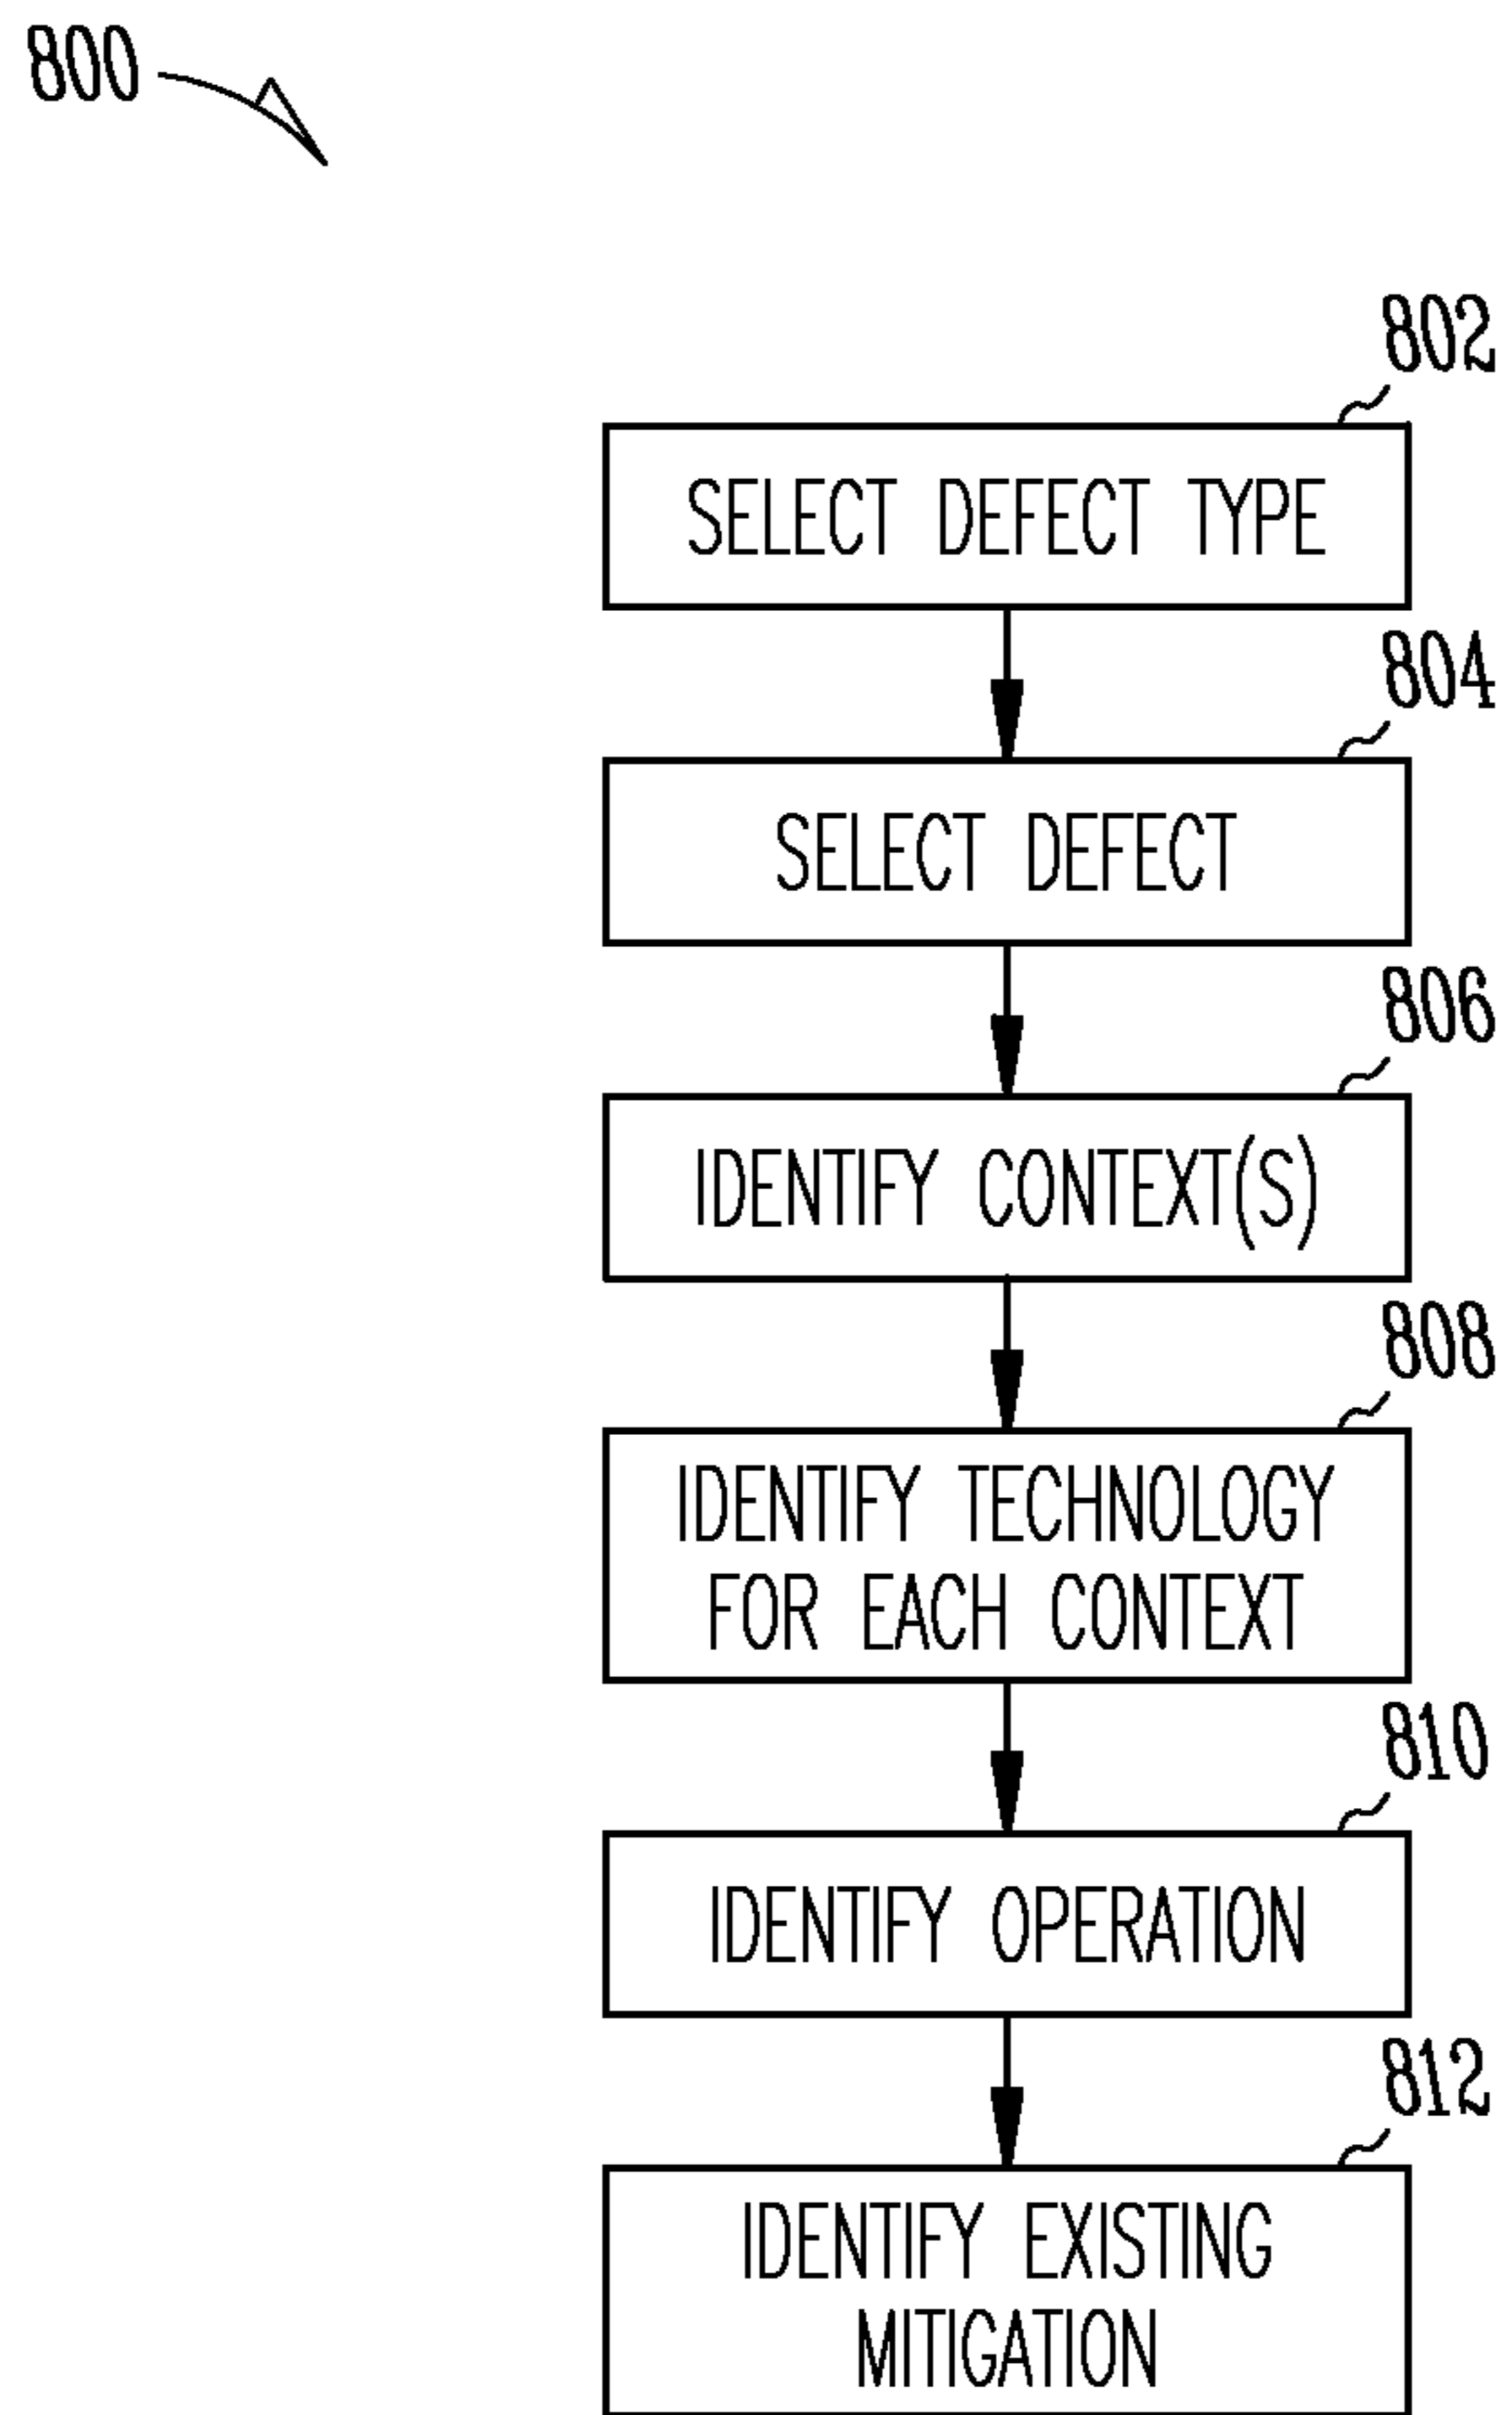 800
802
SELECT DEFECT TYPE
804
SELECT DEFECT
806
IDENTIFY CONTEXT(S)
808
IDENTIFY TECHNOLOGY
FOR EACH CONTEXT
810
IDENTIFY OPERATION
812
IDENTIFY EXISTING
MITIGATION